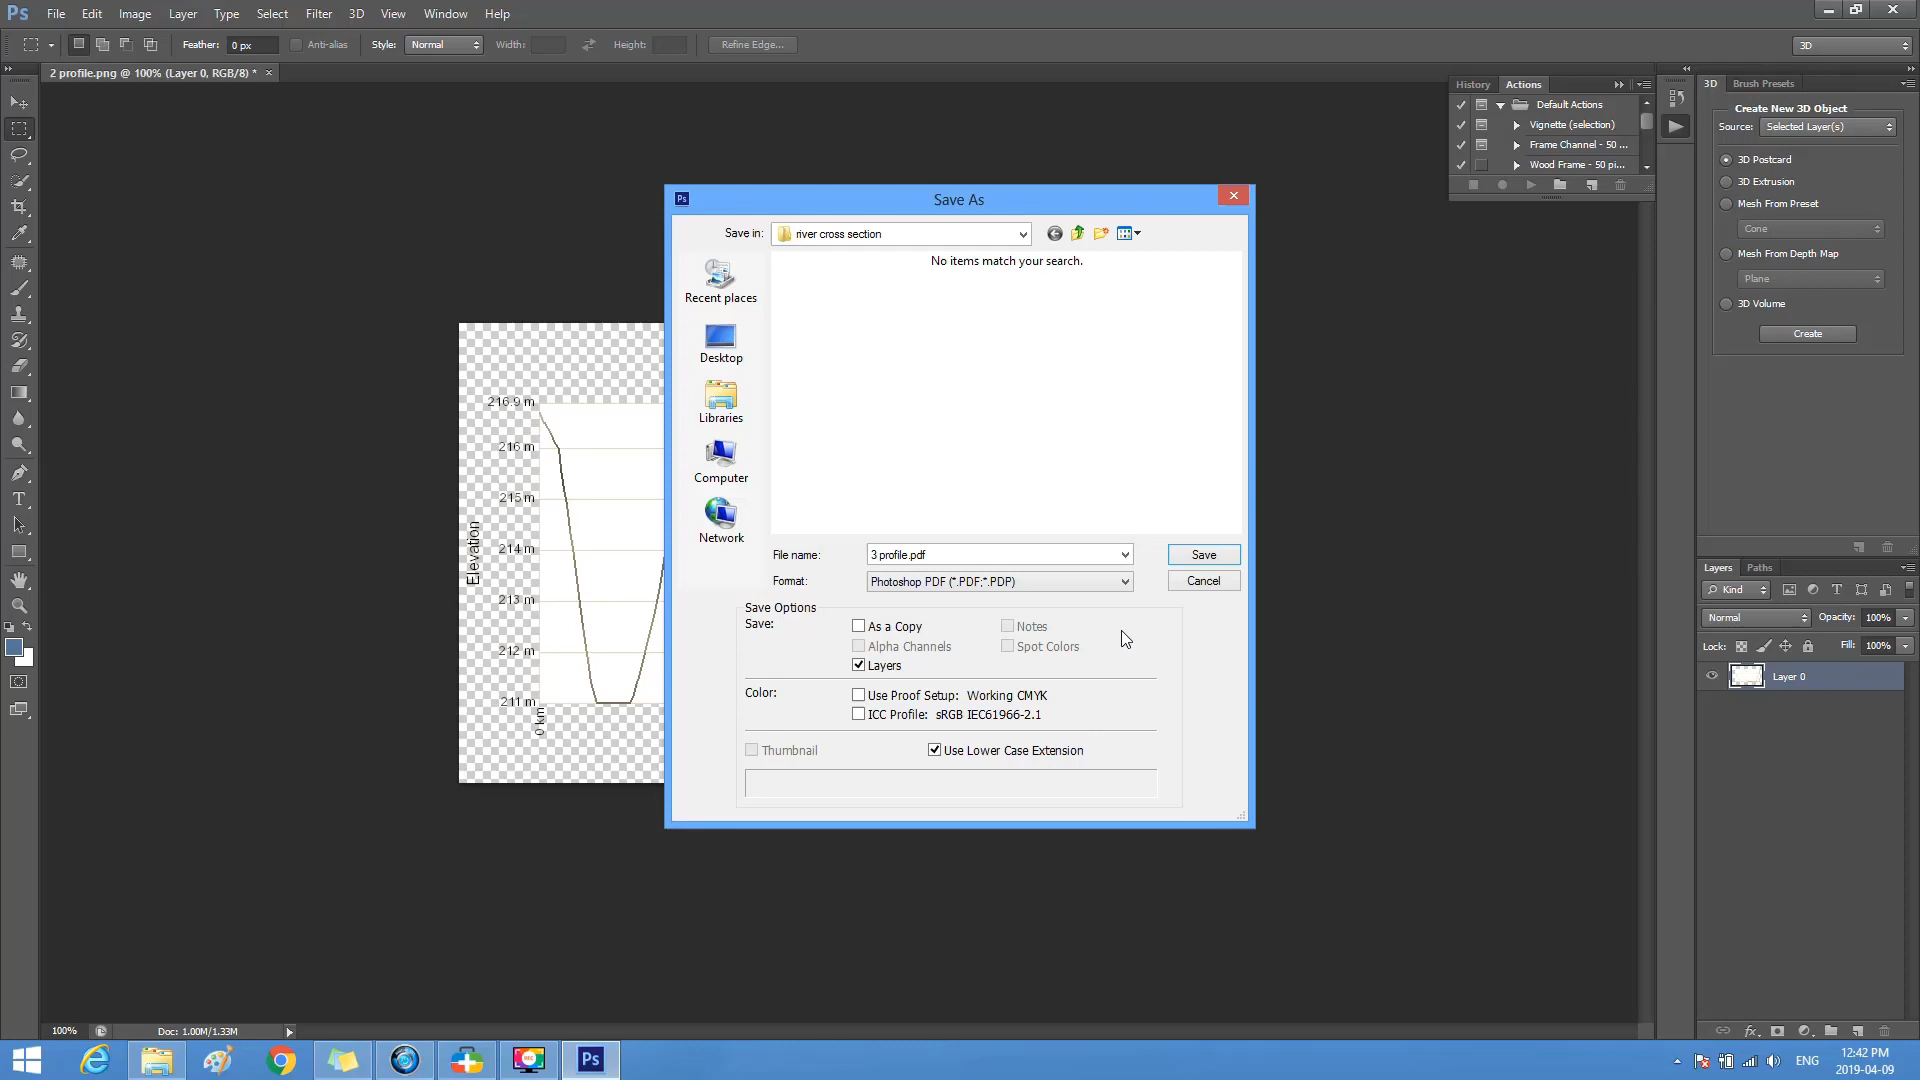 Ps File Edit Image Layer Type Select Filter 3D View Window Help
Feather: 0 px Anti-alias Style: Normal Width: Height: Refine Edge... 3D
2 profile.png @ 100% (Layer 0, RGB/8) *
History Actions
Default Actions
Vignette (selection)
Frame Channel - 50 ...
Wood Frame - 50 pi...
3D Brush Presets
Create New 3D Object
Source: Selected Layer(s)
3D Postcard
3D Extrusion
Mesh From Preset
Cone
Mesh From Depth Map
Plane
3D Volume
Create
Ps Save As
Save in: river cross section
No items match your search.
Recent places
Desktop
Libraries
Computer
Network
File name: 3 profile.pdf Save
Format: Photoshop PDF (*.PDF;*.PDP) Cancel
Save Options
Save: As a Copy Notes
Alpha Channels Spot Colors
Layers
Color: Use Proof Setup: Working CMYK
ICC Profile: sRGB IEC61966-2.1
Thumbnail Use Lower Case Extension
216.9 m
216 m
215 m
214 m
213 m
212 m
211 m
Elevation
0 km
Layers Paths
Kind
Normal Opacity: 100%
Lock: Fill: 100%
Layer 0
100% Doc: 1.00M/1.33M
REC
Ps
ENG
12:42 PM
2019-04-09